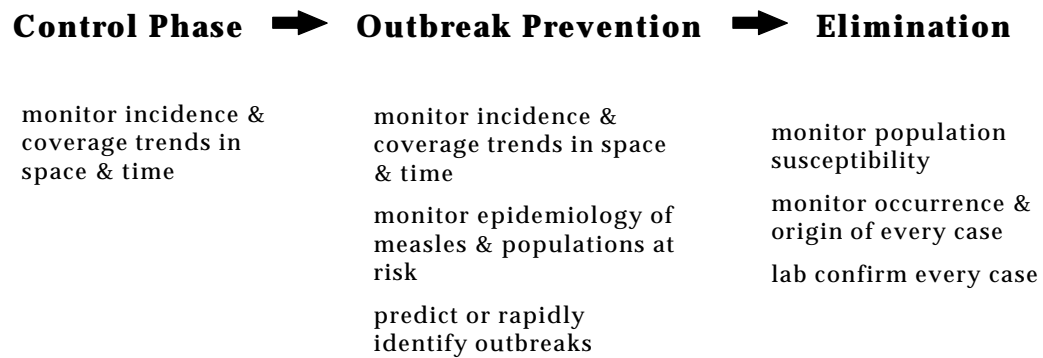 Control Phase ➡ Outbreak Prevention ➡ Elimination
monitor incidence &
coverage trends in
space & time
monitor incidence &
coverage trends in space
& time
monitor epidemiology of
measles & populations at
risk
predict or rapidly
identify outbreaks
monitor population
susceptibility
monitor occurrence &
origin of every case
lab confirm every case